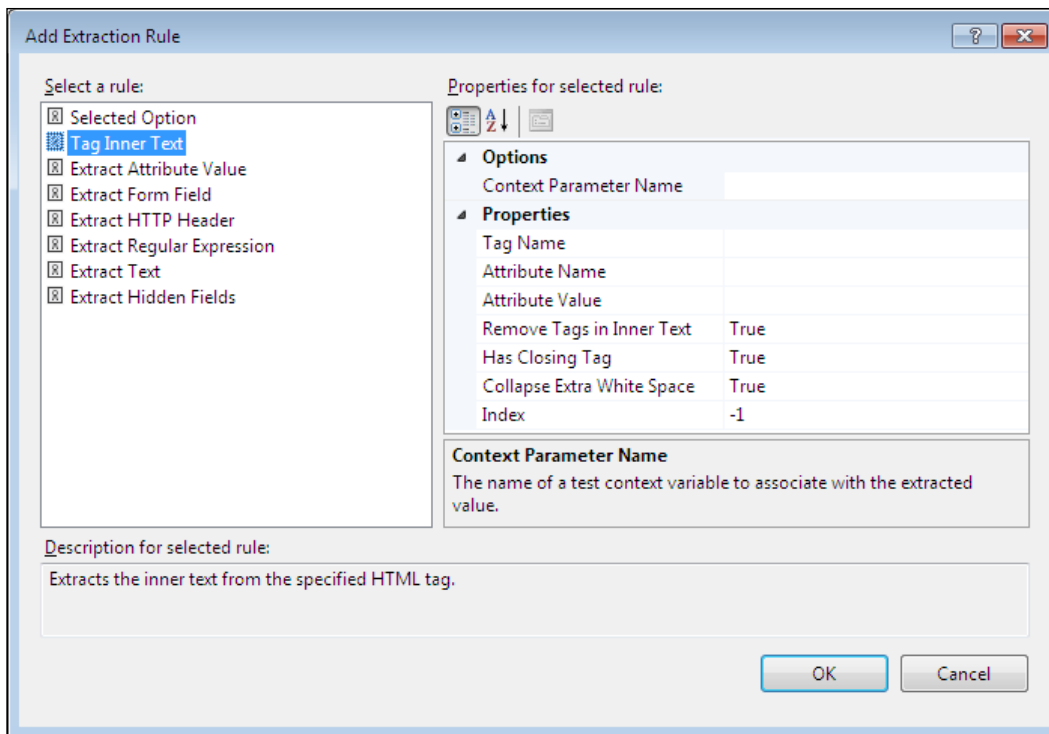 Add Extraction Rule
Select a rule:
Selected Option
Tag Inner Text
Extract Attribute Value
Extract Form Field
Extract HTTP Header
Extract Regular Expression
Extract Text
Extract Hidden Fields
Properties for selected rule:
Options
Context Parameter Name
Properties
Tag Name
Attribute Name
Attribute Value
Remove Tags in Inner Text True
Has Closing Tag True
Collapse Extra White Space True
Index -1
Context Parameter Name
The name of a test context variable to associate with the extracted
value.
Description for selected rule:
Extracts the inner text from the specified HTML tag.
OK Cancel